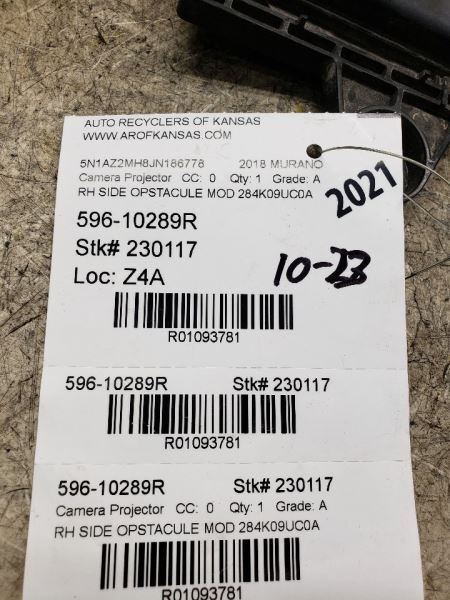 AUTO RECYCLERS OF KANSAS
WWW.AROFKANSAS.COM
5N1AZ2MH8JN186778 2018 MURANO
Camera Projector CC: 0 Qty: 1 Grade: A
RH SIDE OPSTACULE MOD 284K09UC0A
2021
596-10289R
Stk# 230117
Loc: Z4A
10-23
R01093781
596-10289R Stk# 230117
R01093781
596-10289R Stk# 230117
Camera Projector CC: 0 Qty: 1 Grade: A
RH SIDE OPSTACULE MOD 284K09UC0A
R01093781